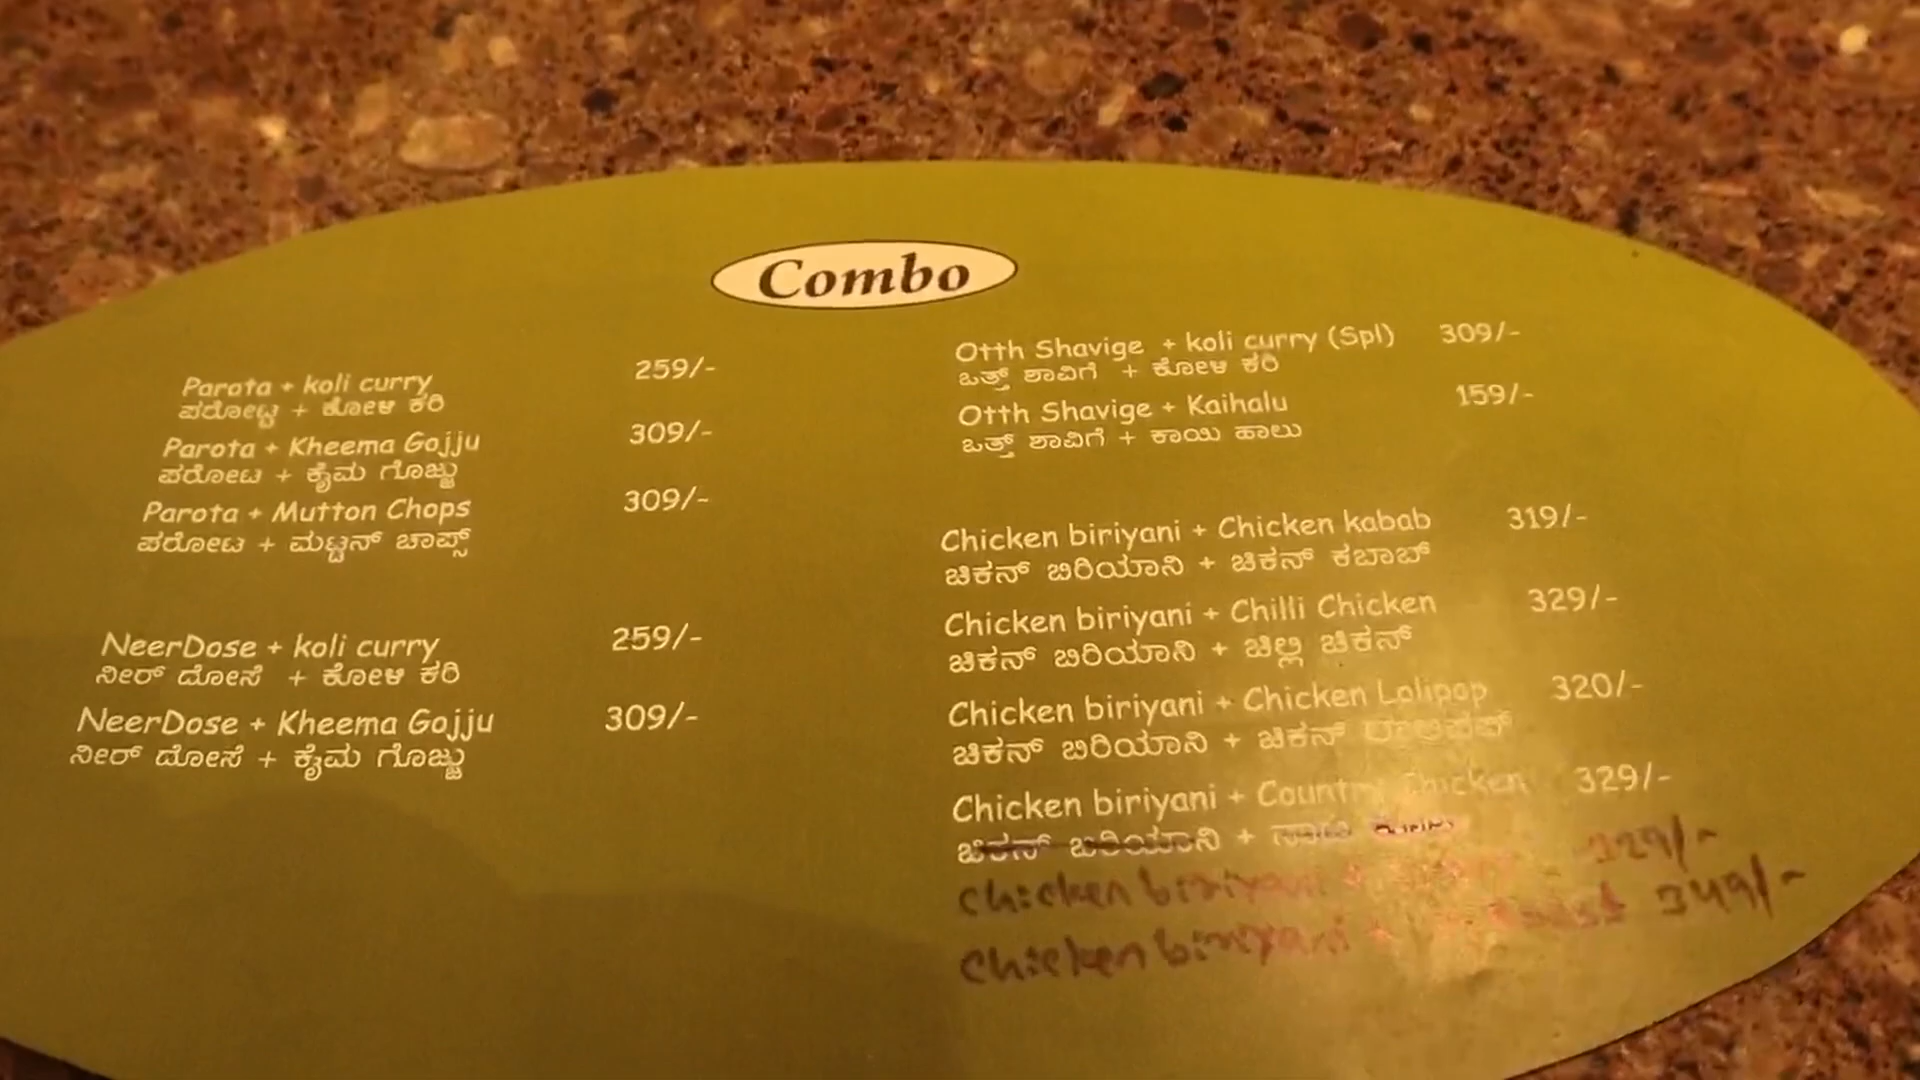 Combo
Parata + koli curry 259/-
ಪರೋಟ್ಟ + ಕೋಳಿ ಕರಿ
Parota + Kheema Gojju 309/-
ಪರೋಟ + ಕೈಮ ಗೊಜ್ಜು
Parota + Mutton Chops 309/-
ಪರೋಟ + ಮಟ್ಟನ್ ಚಾಪ್ಸ್
NeerDose + koli curry 259/-
ನೀರ್ ದೋಸೆ + ಕೋಳಿ ಕರಿ
NeerDose + Kheema Gojju 309/-
ನೀರ್ ದೋಸೆ + ಕೈಮ ಗೊಜ್ಜು
Otth Shavige + koli curry (Spl) 309/-
ಒತ್ತ್ ಶಾವಿಗೆ + ಕೋಳಿ ಕರಿ
Otth Shavige + Kaihalu 159/-
ಒತ್ತ್ ಶಾವಿಗೆ + ಕಾಯಿ ಹಾಲು
Chicken biriyani + Chicken kabab 319/-
ಚಿಕನ್ ಬಿರಿಯಾನಿ + ಚಿಕನ್ ಕಬಾಬ್
Chicken biriyani + Chilli Chicken 329/-
ಚಿಕನ್ ಬಿರಿಯಾನಿ + ಚಿಲ್ಲಿ ಚಿಕನ್
Chicken biriyani + Chicken Lolipop 320/-
ಚಿಕನ್ ಬಿರಿಯಾನಿ + ಚಿಕನ್
Chicken biriyani + Country Chicken 329/-
ಚಿಕನ್ ಬಿರಿಯಾನಿ +
Chicken biriyani + 329/-
Chicken biriyani + 349/-